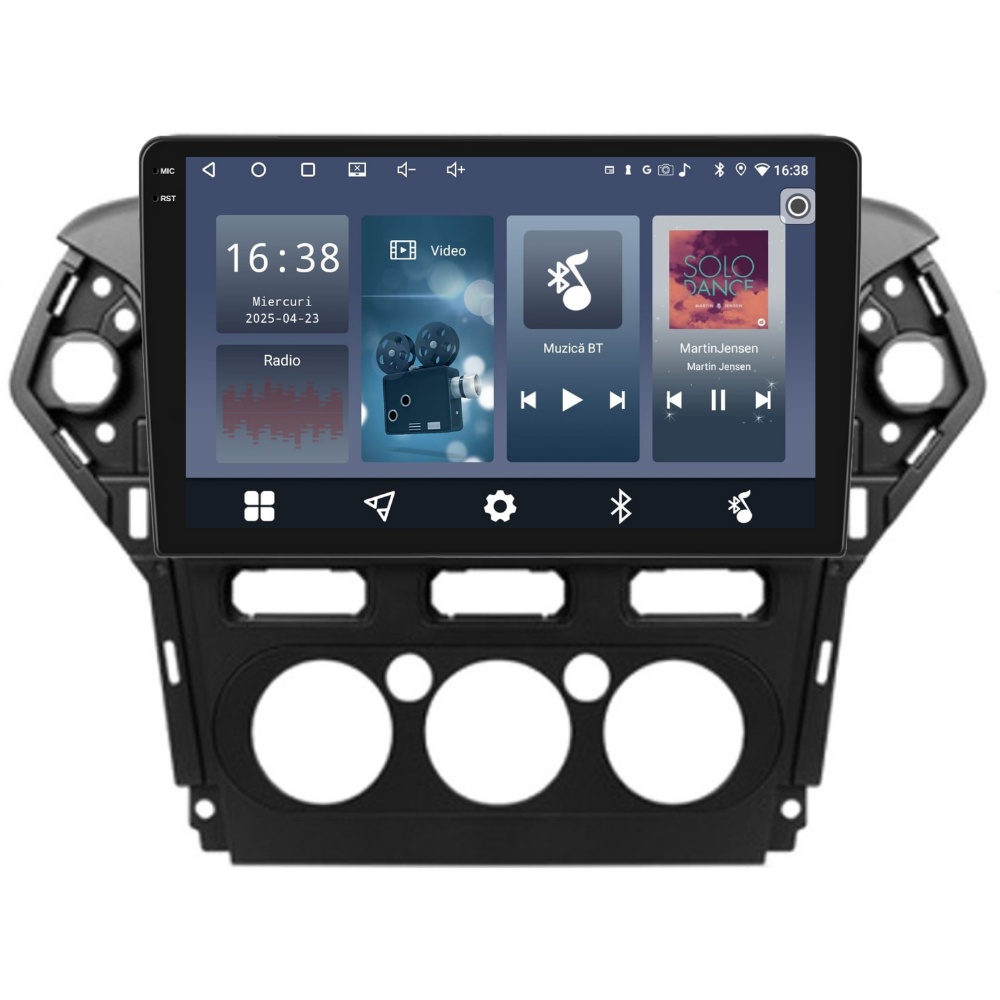 MIC
RST
16:38
16:38
Miercuri
2025-04-23
Radio
Video
Muzică BT
SOLO
DANCE
MARTIN JENSEN
MartinJensen
Martin Jensen